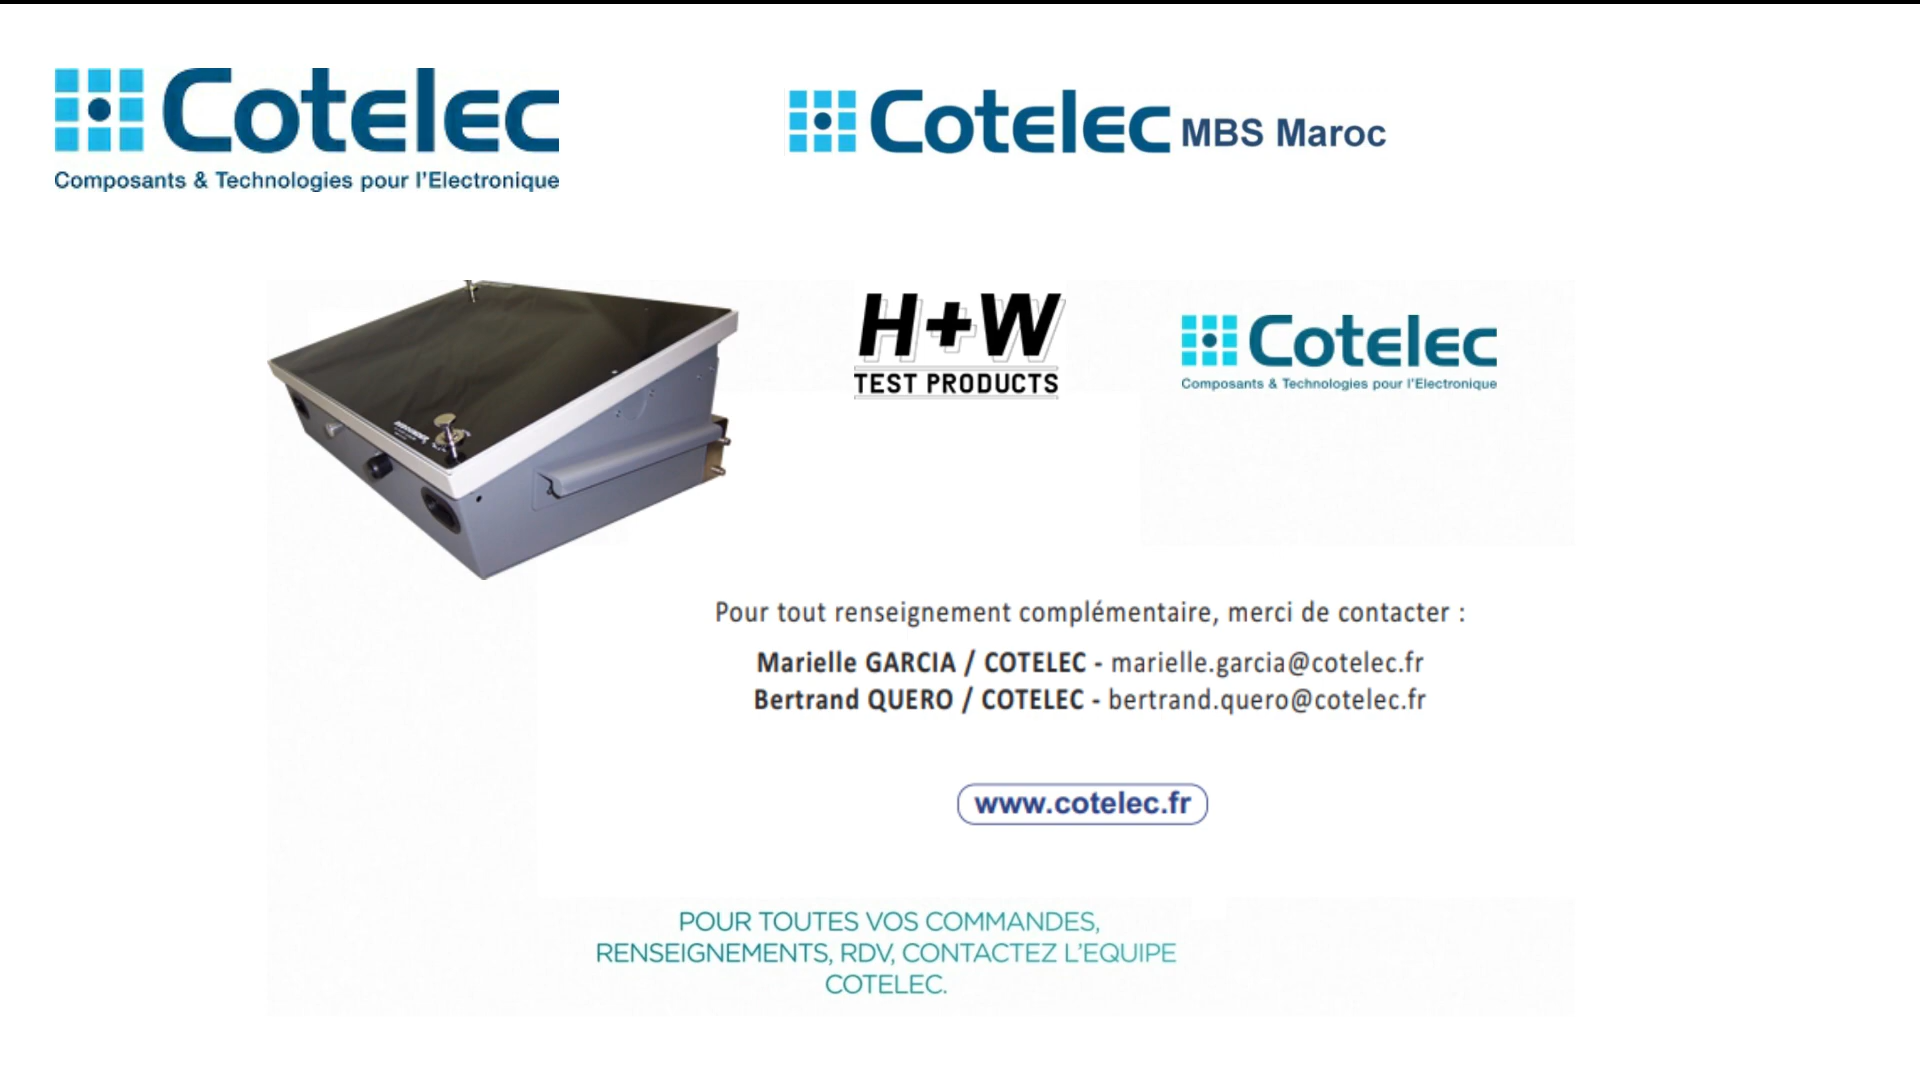 Cotelec
Composants & Technologies pour l'Electronique
Cotelec MBS Maroc
H+W
TEST PRODUCTS
Cotelec
Composants & Technologies pour l'Electronique
Pour tout renseignement complémentaire, merci de contacter :
Marielle GARCIA / COTELEC - marielle.garcia@cotelec.fr
Bertrand QUERO / COTELEC - bertrand.quero@cotelec.fr
www.cotelec.fr
POUR TOUTES VOS COMMANDES,
RENSEIGNEMENTS, RDV, CONTACTEZ L'EQUIPE
COTELEC.